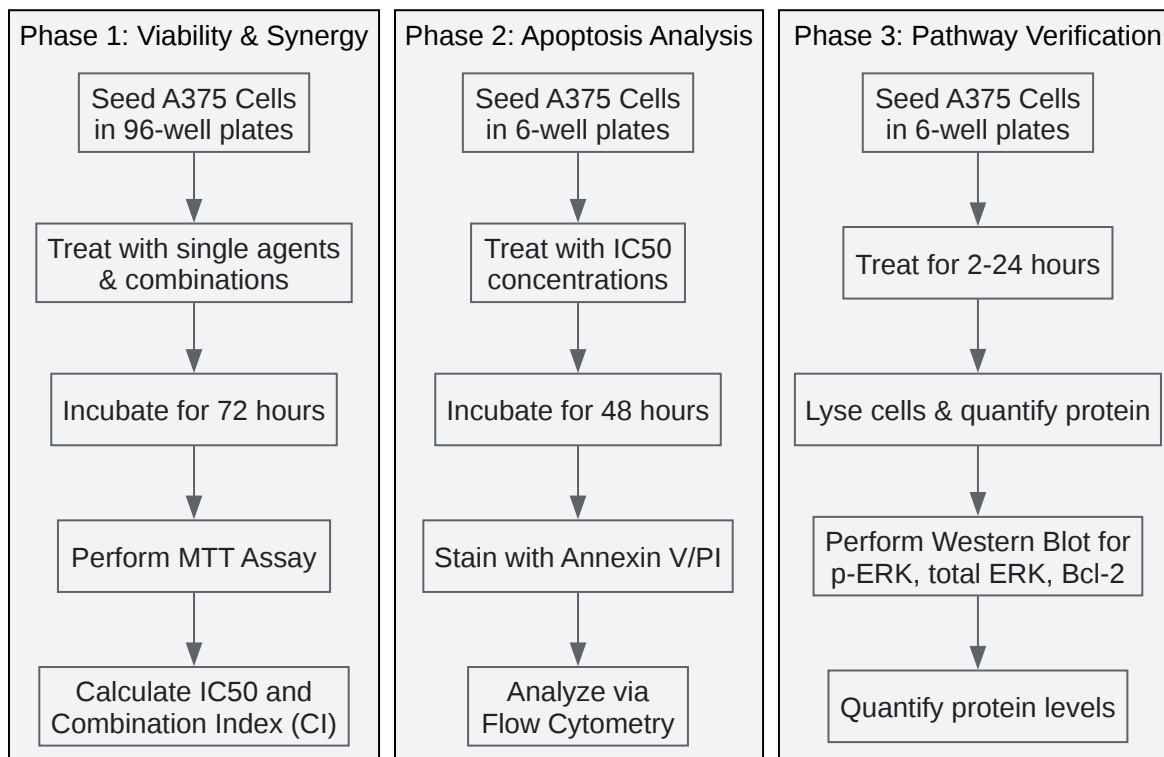 Phase 1: Viability & Synergy
Seed A375 Cells
in 96-well plates
Treat with single agents
& combinations
Incubate for 72 hours
Perform MTT Assay
Calculate IC50 and
Combination Index (CI)
Phase 2: Apoptosis Analysis
Seed A375 Cells
in 6-well plates
Treat with IC50
concentrations
Incubate for 48 hours
Stain with Annexin V/PI
Analyze via
Flow Cytometry
Phase 3: Pathway Verification
Seed A375 Cells
in 6-well plates
Treat for 2-24 hours
Lyse cells & quantify protein
Perform Western Blot for
p-ERK, total ERK, Bcl-2
Quantify protein levels